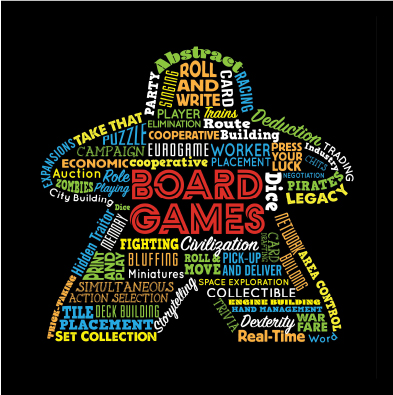 Abstract
PARTY
SINGING
ROLL
AND
WRITE
CARD
RACING
PLAYER
ELIMINATION
Trains
Route
Building
Deduction
TRADING
Industry
EXPANSIONS
TAKE THAT
PUZZLE
COOPERATIVE
CAMPAIGN
EUROGAME
WORKER
PLACEMENT
PRESS
YOUR
LUCK
CHITS
NEGOTIATION
ECONOMIC
cooperative
Auction
ZOMBIES
Role
Playing
City Building
BOARD
GAMES
Dice
PIRATES
LEGACY
Dice
MEMORY
Hidden Traitor
FIGHTING
Civilization
NETWORK
BUILDING
AREA CONTROL
CARD
PRINT
AND
PLAY
BLUFFING
Miniatures
ROLL &
MOVE
PICK-UP
AND DELIVER
SPACE EXPLORATION
COLLECTIBLE
SIMULTANEOUS
ACTION SELECTION
Storytelling
TRICK-TAKING
TILE
PLACEMENT
DECK BUILDING
SET COLLECTION
ENGINE BUILDING
HAND MANAGEMENT
TRIVIA
Dexterity
WAR
FARE
Real-Time
Word